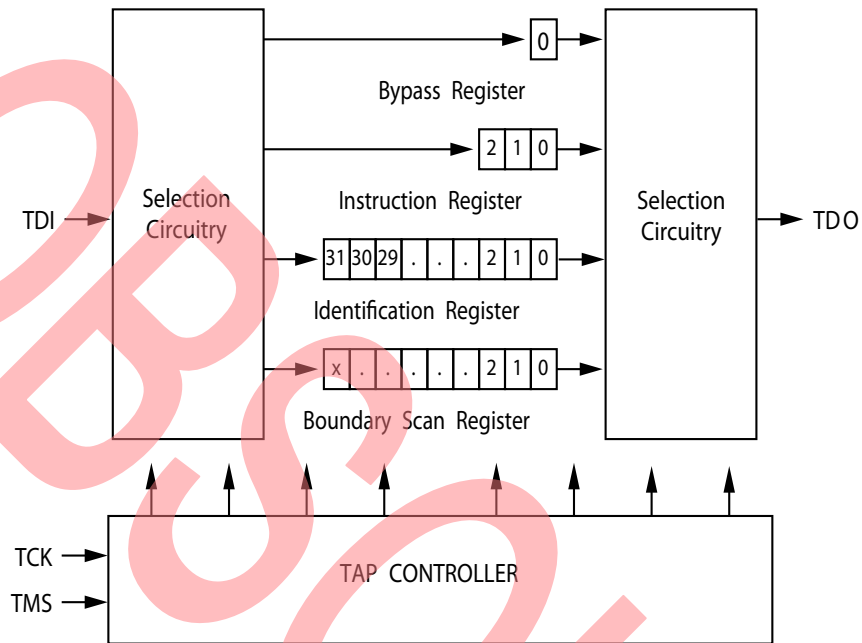 0
Bypass Register
2 1 0
Selection
Circuitry
Instruction Register
Selection
Circuitry
TDI
TDO
31 30 29 . . . 2 1 0
Identification Register
x . . . . . 2 1 0
Boundary Scan Register
TCK
TMS
TAP CONTROLLER
OBSOL